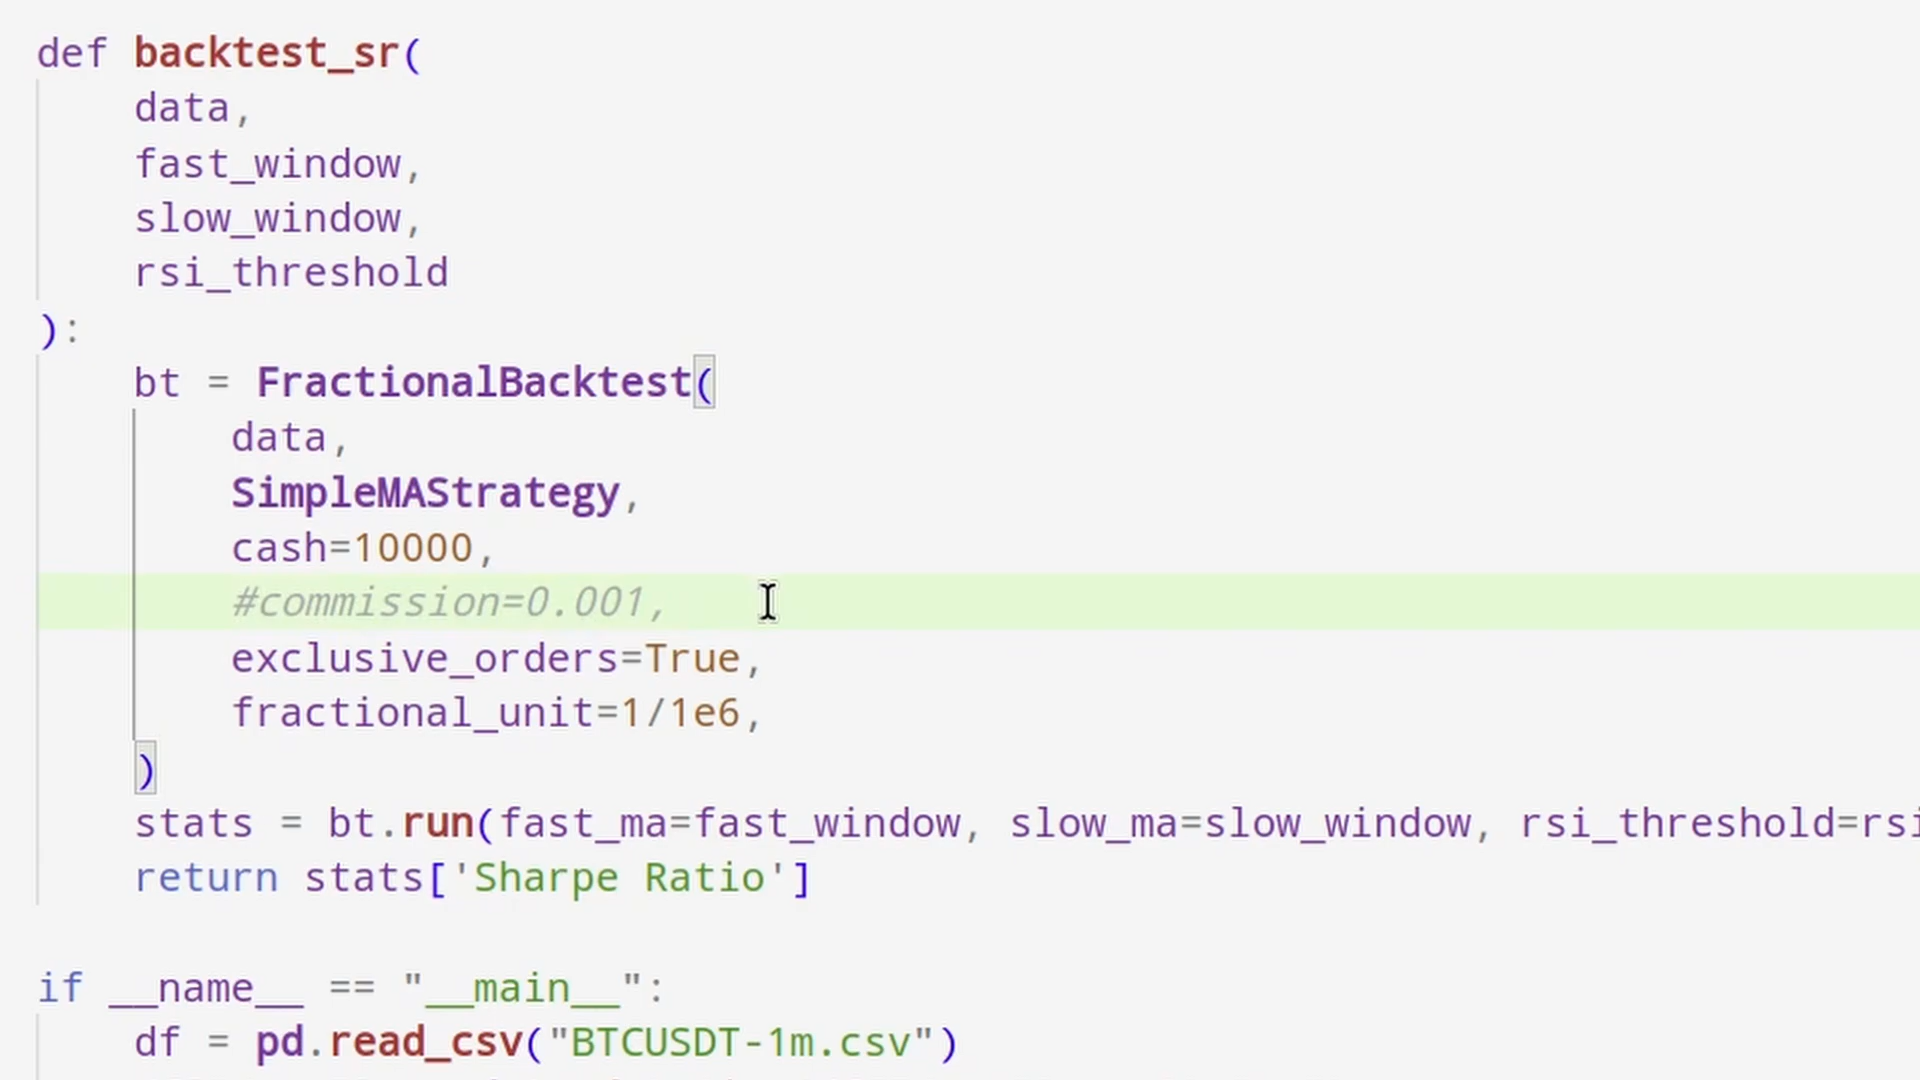 def backtest_sr(
    data,
    fast_window,
    slow_window,
    rsi_threshold
):
    bt = FractionalBacktest(
        data,
        SimpleMAStrategy,
        cash=10000,
        #commission=0.001,
        exclusive_orders=True,
        fractional_unit=1/1e6,
    )
    stats = bt.run(fast_ma=fast_window, slow_ma=slow_window, rsi_threshold=rsi
    return stats['Sharpe Ratio']
if __name__ == "__main__":
    df = pd.read_csv("BTCUSDT-1m.csv")